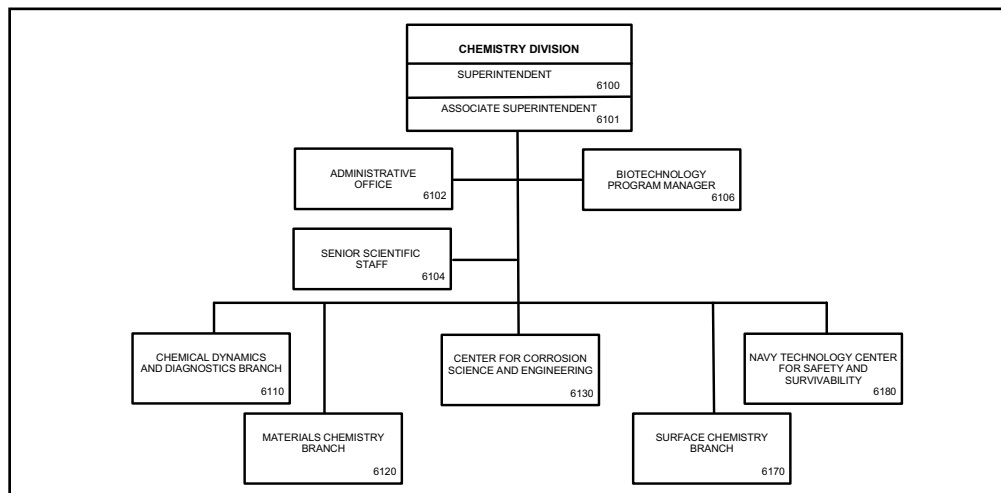 CHEMISTRY DIVISION
SUPERINTENDENT
6100
ASSOCIATE SUPERINTENDENT
6101
ADMINISTRATIVE
OFFICE
6102
BIOTECHNOLOGY
PROGRAM MANAGER
6106
SENIOR SCIENTIFIC
STAFF
6104
CHEMICAL DYNAMICS
AND DIAGNOSTICS BRANCH
6110
CENTER FOR CORROSION
SCIENCE AND ENGINEERING
6130
NAVY TECHNOLOGY CENTER
FOR SAFETY AND
SURVIVABILITY
6180
MATERIALS CHEMISTRY
BRANCH
6120
SURFACE CHEMISTRY
BRANCH
6170